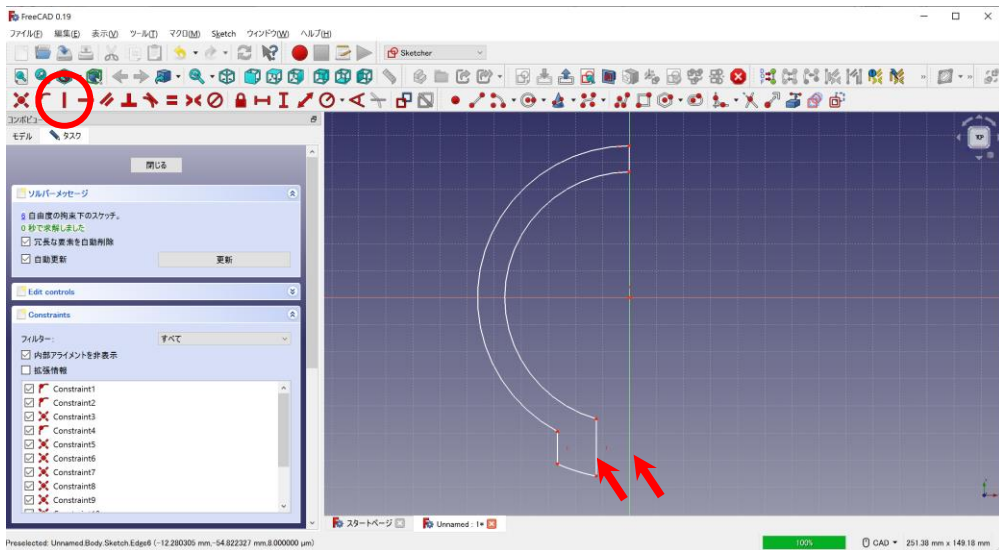 FreeCAD 0.19
ファイル(F) 編集(E) 表示(V) ツール(T) マクロ(M) Sketch ウィンドウ(W) ヘルプ(H)
Sketcher
コンボビュー
モデル タスク
閉じる
ソルバーメッセージ
6 自由度の拘束下のスケッチ。
0 秒で求解しました
冗長な要素を自動削除
自動更新 更新
Edit controls
Constraints
フィルター: すべて
内部アライメントを非表示
拡張情報
Constraint1
Constraint2
Constraint3
Constraint4
Constraint5
Constraint6
Constraint7
Constraint8
Constraint9
TOP
スタートページ Unnamed : 1*
Preselected: Unnamed.Body.Sketch.Edge6 (-12.280305 mm,-54.822327 mm,8.000000 μm) 100% CAD 251.38 mm x 149.18 mm